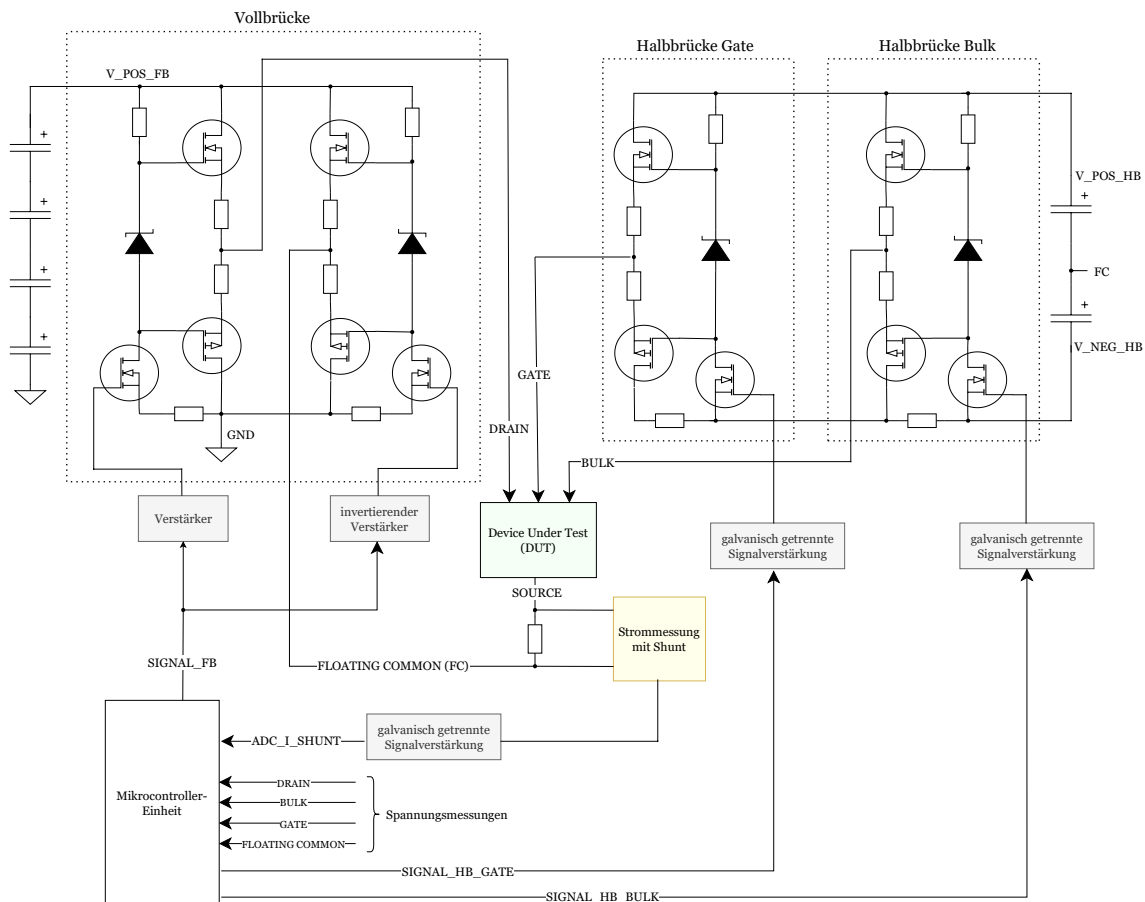 Vollbrücke
Halbbrücke Gate
Halbbrücke Bulk
V_POS_FB
+
+
+
+
V_POS_HB
+
FC
+
V_NEG_HB
GND
GATE
DRAIN
BULK
Verstärker
invertierender
Verstärker
Device Under Test
(DUT)
galvanisch getrennte
Signalverstärkung
galvanisch getrennte
Signalverstärkung
SOURCE
Strommessung
mit Shunt
SIGNAL_FB
FLOATING COMMON (FC)
ADC_I_SHUNT
galvanisch getrennte
Signalverstärkung
Mikrocontroller-
Einheit
DRAIN
BULK
GATE
FLOATING COMMON
Spannungsmessungen
SIGNAL_HB_GATE
SIGNAL_HB_BULK